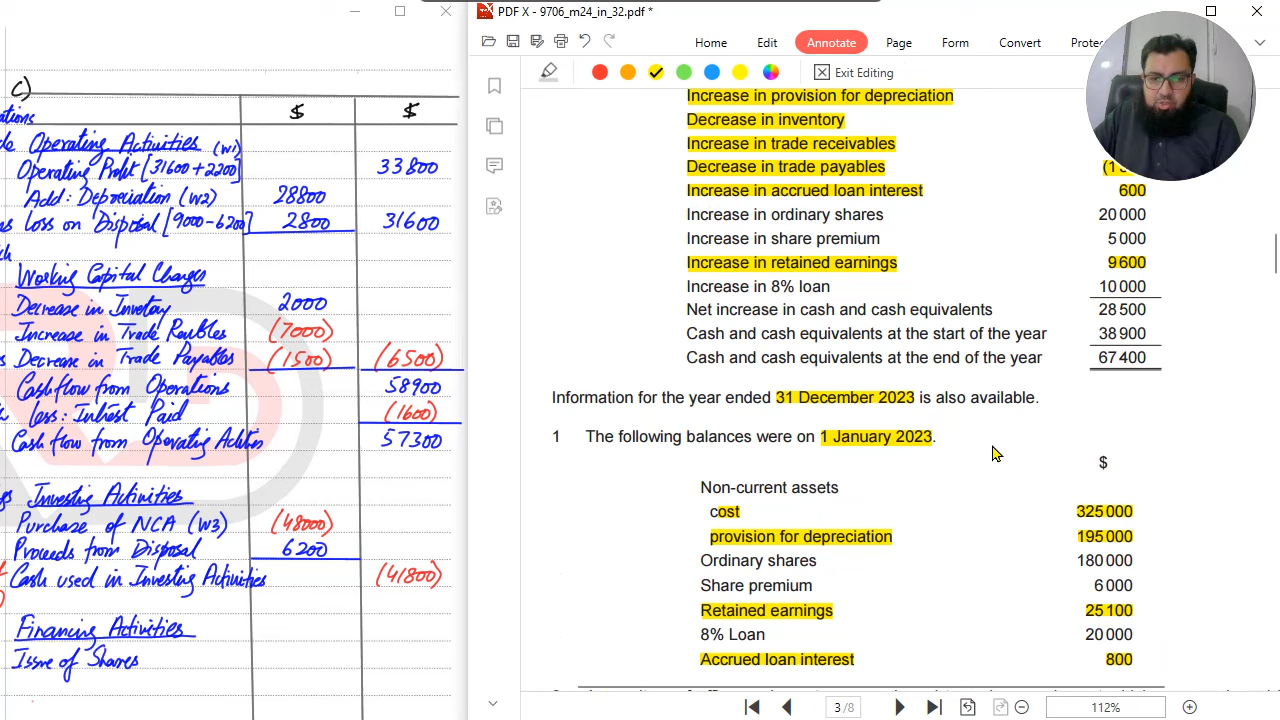 c)
$ $
ations
de Operating Activities (W1)
Operating Profit [31600+2200] 33800
Add: Depreciation (W2) 28800
ns Loss on Disposal [9000-6200] 2800 31600
ch
Working Capital Changes
Decrease in Inventory 2000
Increase in Trade Receivables (7000)
s Decrease in Trade Payables (1500) (6500)
Cashflow from Operations 58900
less: Interest Paid (1600)
Cash flow from Operating Activities 57300
gs Investing Activities
Purchase of NCA (W3) (48000)
Proceeds from Disposal 6200
Cash used in Investing Activities (41800)
Financing Activities
Issue of Shares
PDF X - 9706_m24_in_32.pdf *
Home Edit Annotate Page Form Convert Protec
Exit Editing
Increase in provision for depreciation
Decrease in inventory
Increase in trade receivables
Decrease in trade payables
Increase in accrued loan interest 600
Increase in ordinary shares 20 000
Increase in share premium 5 000
Increase in retained earnings 9 600
Increase in 8% loan 10 000
Net increase in cash and cash equivalents 28 500
Cash and cash equivalents at the start of the year 38 900
Cash and cash equivalents at the end of the year 67 400
Information for the year ended 31 December 2023 is also available.
1 The following balances were on 1 January 2023.
$
Non-current assets
cost 325 000
provision for depreciation 195 000
Ordinary shares 180 000
Share premium 6 000
Retained earnings 25 100
8% Loan 20 000
Accrued loan interest 800
3/8
112%